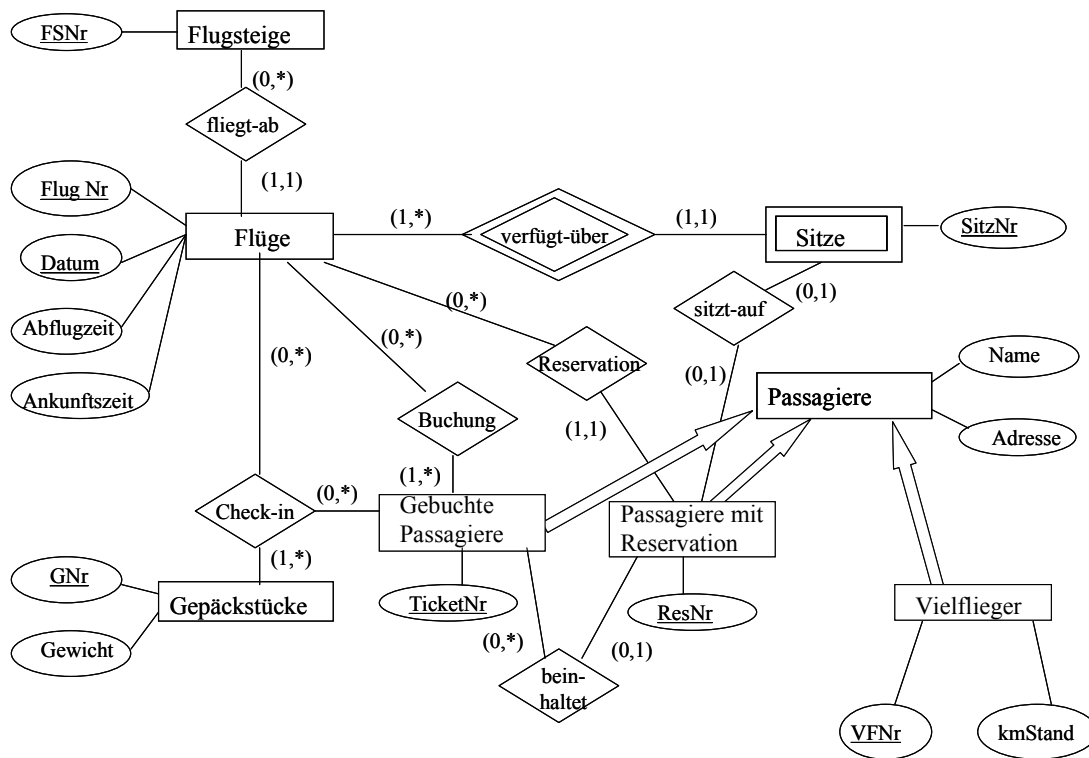 FSNr
Flugsteige
(0,*)
fliegt-ab
(1,1)
Flug Nr
Datum
Abflugzeit
Ankunftszeit
Flüge
(1,*)
verfügt-über
(1,1)
Sitze
SitzNr
(0,*)
(0,*)
(0,*)
sitzt-auf
(0,1)
Reservation
(0,1)
Name
Passagiere
Adresse
Buchung
(1,1)
(1,*)
(0,*)
Check-in
Gebuchte
Passagiere
Passagiere mit
Reservation
(1,*)
GNr
Gepäckstücke
Gewicht
TicketNr
ResNr
Vielflieger
(0,*)
(0,1)
bein-
haltet
VFNr
kmStand